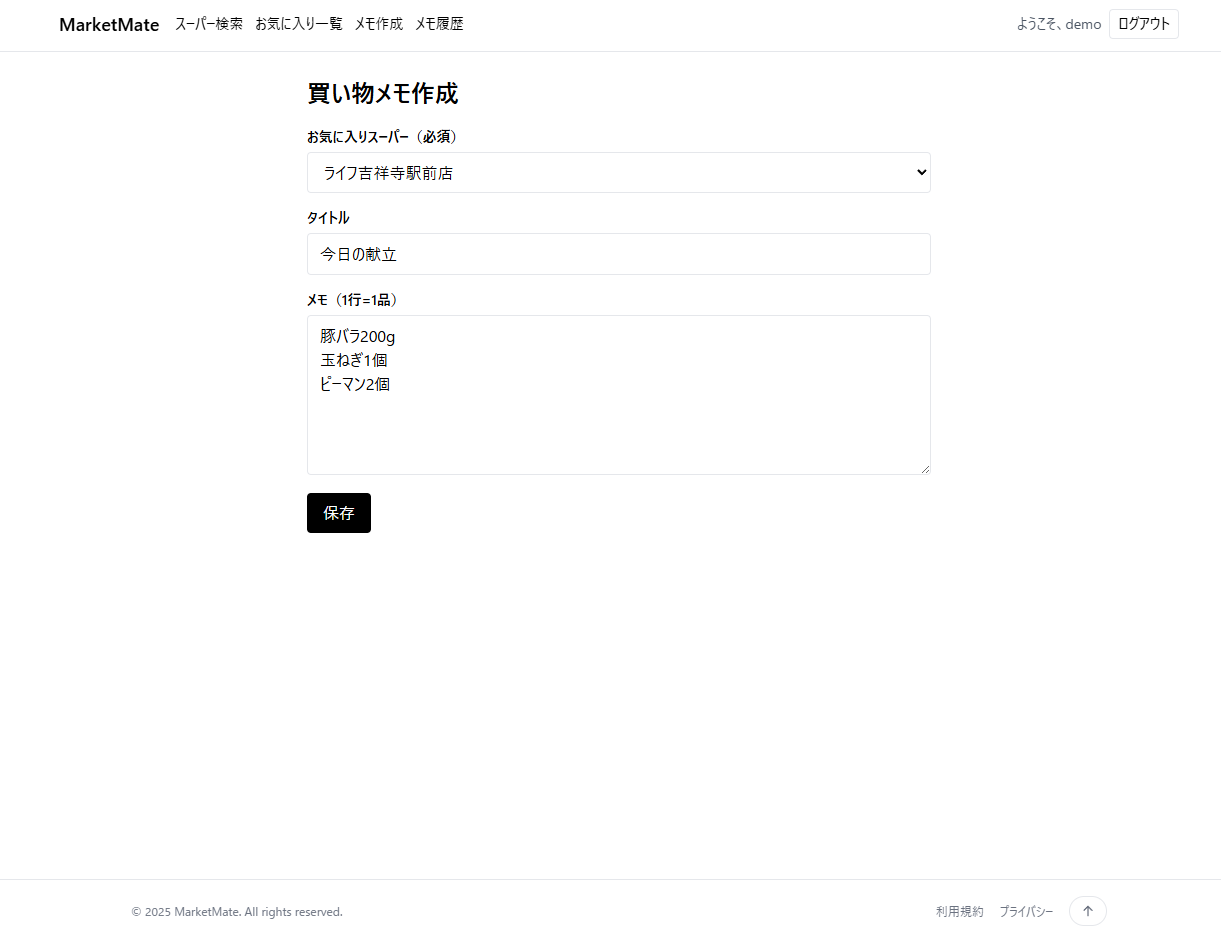 MarketMate スーパー検索 お気に入り一覧 メモ作成 メモ履歴 ようこそ、demo ログアウト
買い物メモ作成
お気に入りスーパー（必須）
ライフ吉祥寺駅前店
タイトル
今日の献立
メモ（1行=1品）
豚バラ200g
玉ねぎ1個
ピーマン2個
保存
© 2025 MarketMate. All rights reserved. 利用規約 プライバシー ↑